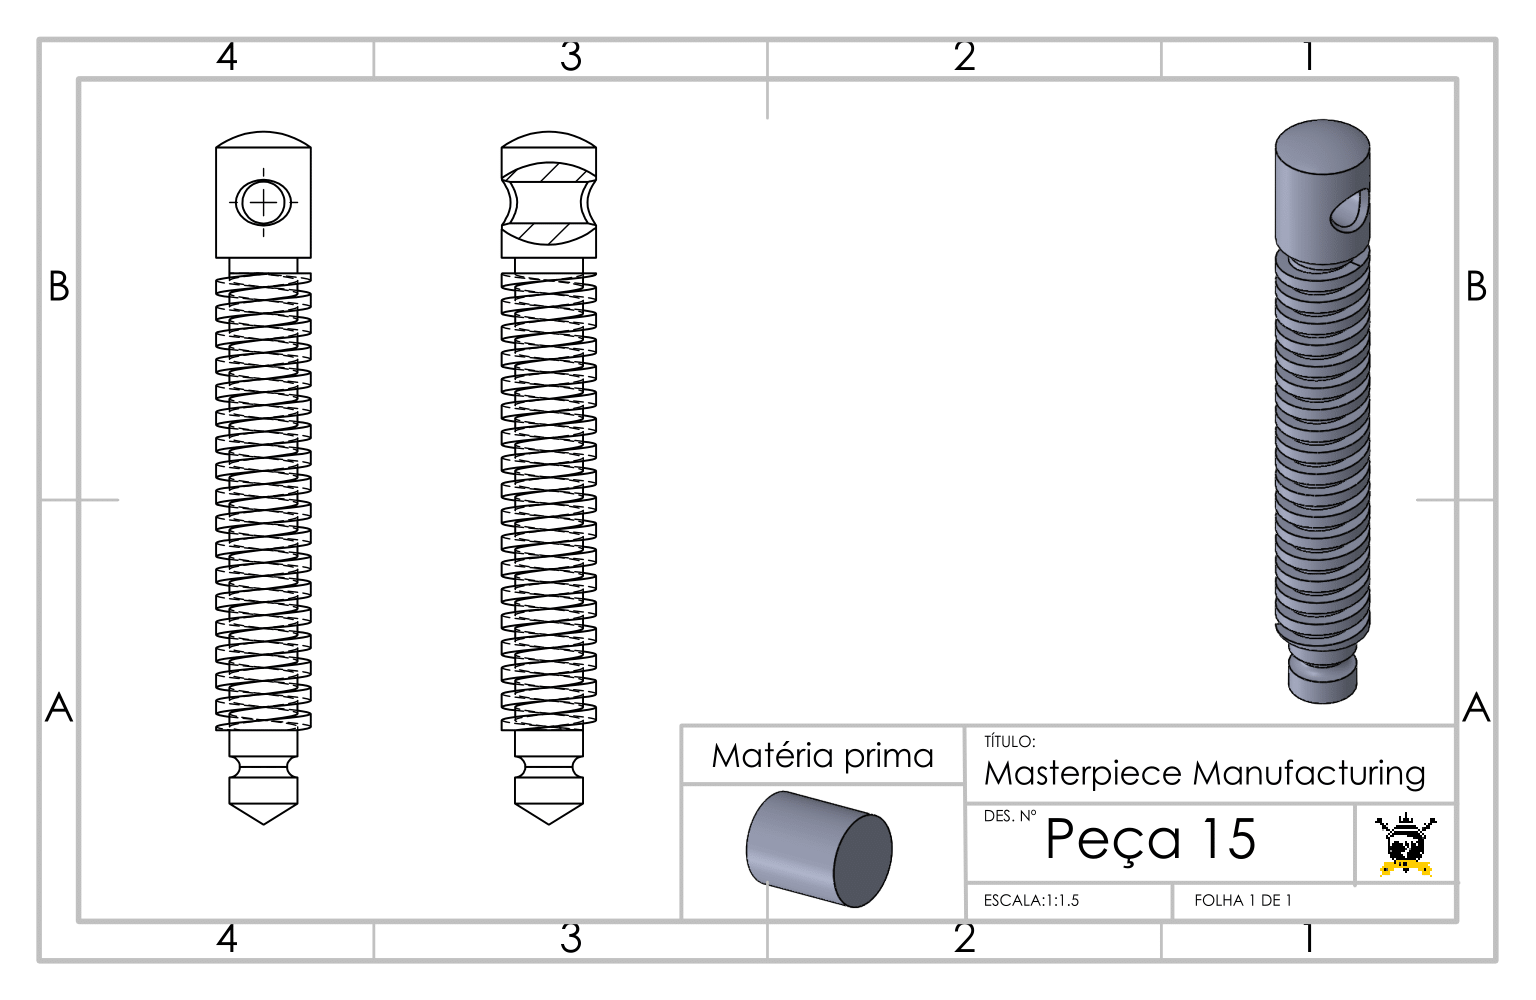 4 3 2 1
B B
A A
Matéria prima
TÍTULO:
Masterpiece Manufacturing
DES. Nº
Peça 15
ESCALA:1:1.5
FOLHA 1 DE 1
4 3 2 1